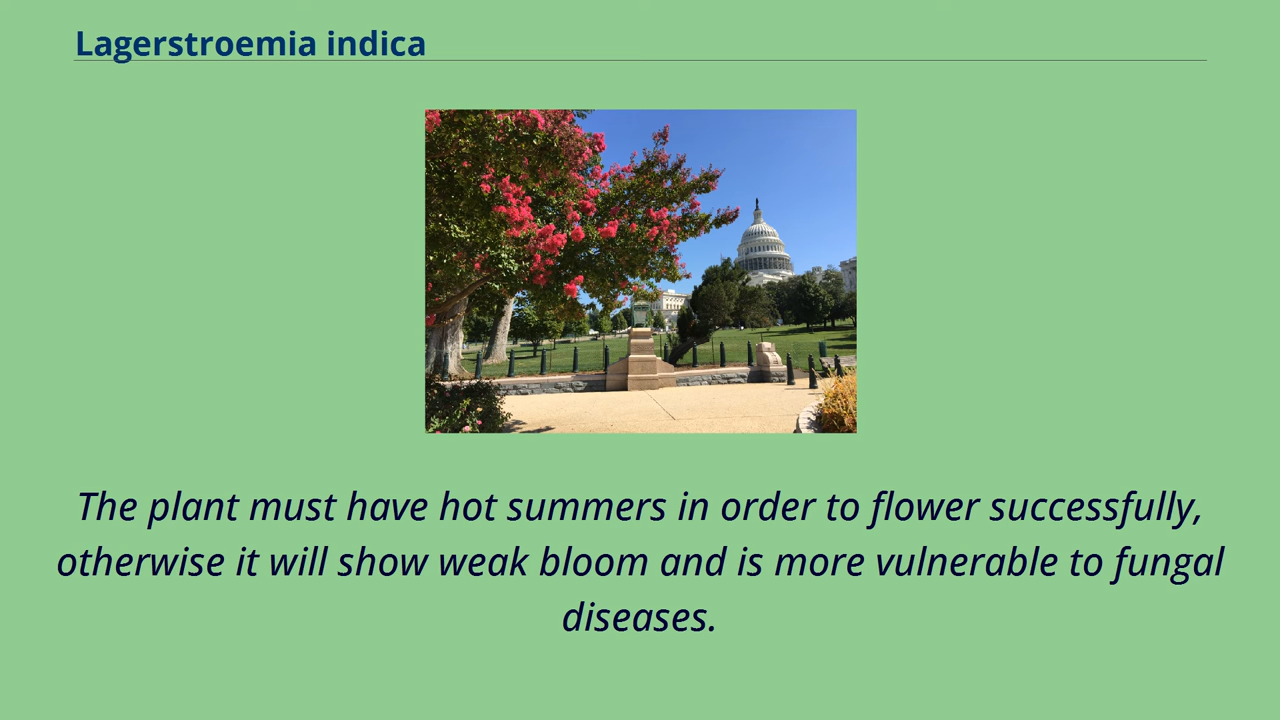 Lagerstroemia indica
The plant must have hot summers in order to flower successfully,
otherwise it will show weak bloom and is more vulnerable to fungal
diseases.